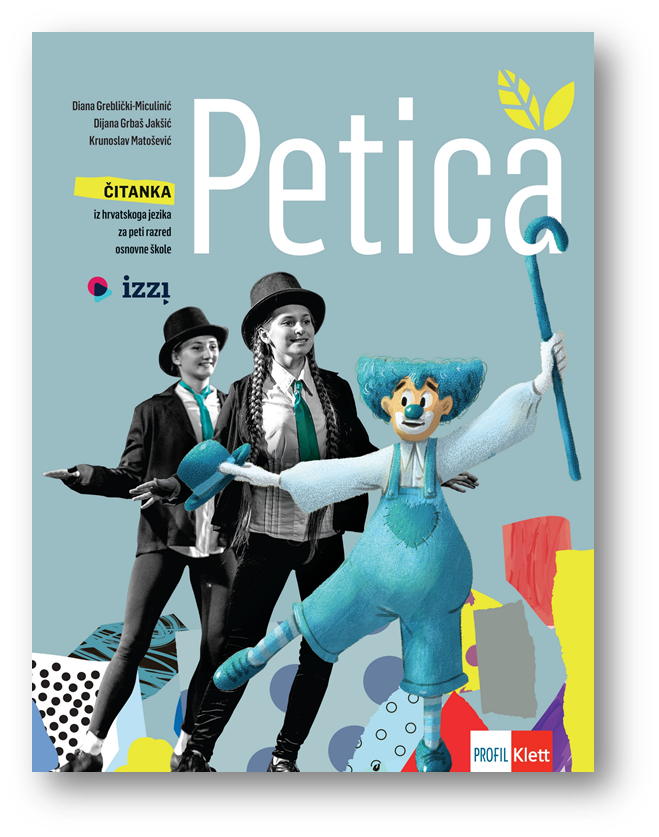 Diana Greblički-Miculinić
Dijana Grbaš Jakšić
Krunoslav Matošević
Petica
ČITANKA
iz hrvatskoga jezika
za peti razred
osnovne škole
izzi
PROFIL Klett